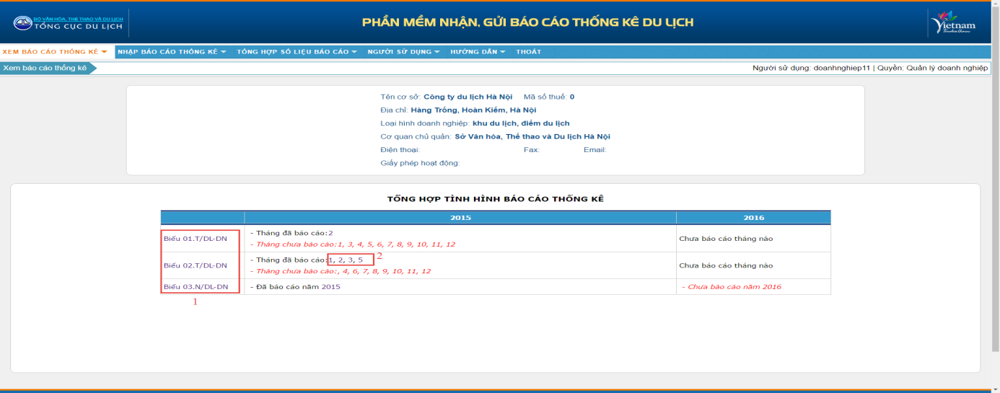 BỘ VĂN HÓA, THỂ THAO VÀ DU LỊCH
TỔNG CỤC DU LỊCH
PHẦN MỀM NHẬN, GỬI BÁO CÁO THỐNG KÊ DU LỊCH
Vietnam
Timeless Charm
XEM BÁO CÁO THỐNG KÊ NHẬP BÁO CÁO THỐNG KÊ TỔNG HỢP SỐ LIỆU BÁO CÁO NGƯỜI SỬ DỤNG HƯỚNG DẪN THOÁT
Xem báo cáo thống kê Người sử dụng: doanhnghiep11 | Quyền: Quản lý doanh nghiệp
Tên cơ sở: Công ty du lịch Hà Nội Mã số thuế: 0
Địa chỉ: Hàng Trống, Hoàn Kiếm, Hà Nội
Loại hình doanh nghiệp: khu du lịch, điểm du lịch
Cơ quan chủ quản: Sở Văn hóa, Thể thao và Du lịch Hà Nội
Điện thoại: Fax: Email:
Giấy phép hoạt động:
TỔNG HỢP TÌNH HÌNH BÁO CÁO THỐNG KÊ
2015 2016
Biểu 01.T/DL-DN
- Tháng đã báo cáo:2
- Tháng chưa báo cáo:1, 3, 4, 5, 6, 7, 8, 9, 10, 11, 12
Chưa báo cáo tháng nào
Biểu 02.T/DL-DN
- Tháng đã báo cáo:1, 2, 3, 5 2
- Tháng chưa báo cáo:, 4, 6, 7, 8, 9, 10, 11, 12
Chưa báo cáo tháng nào
Biểu 03.N/DL-DN - Đã báo cáo năm 2015 - Chưa báo cáo năm 2016
1